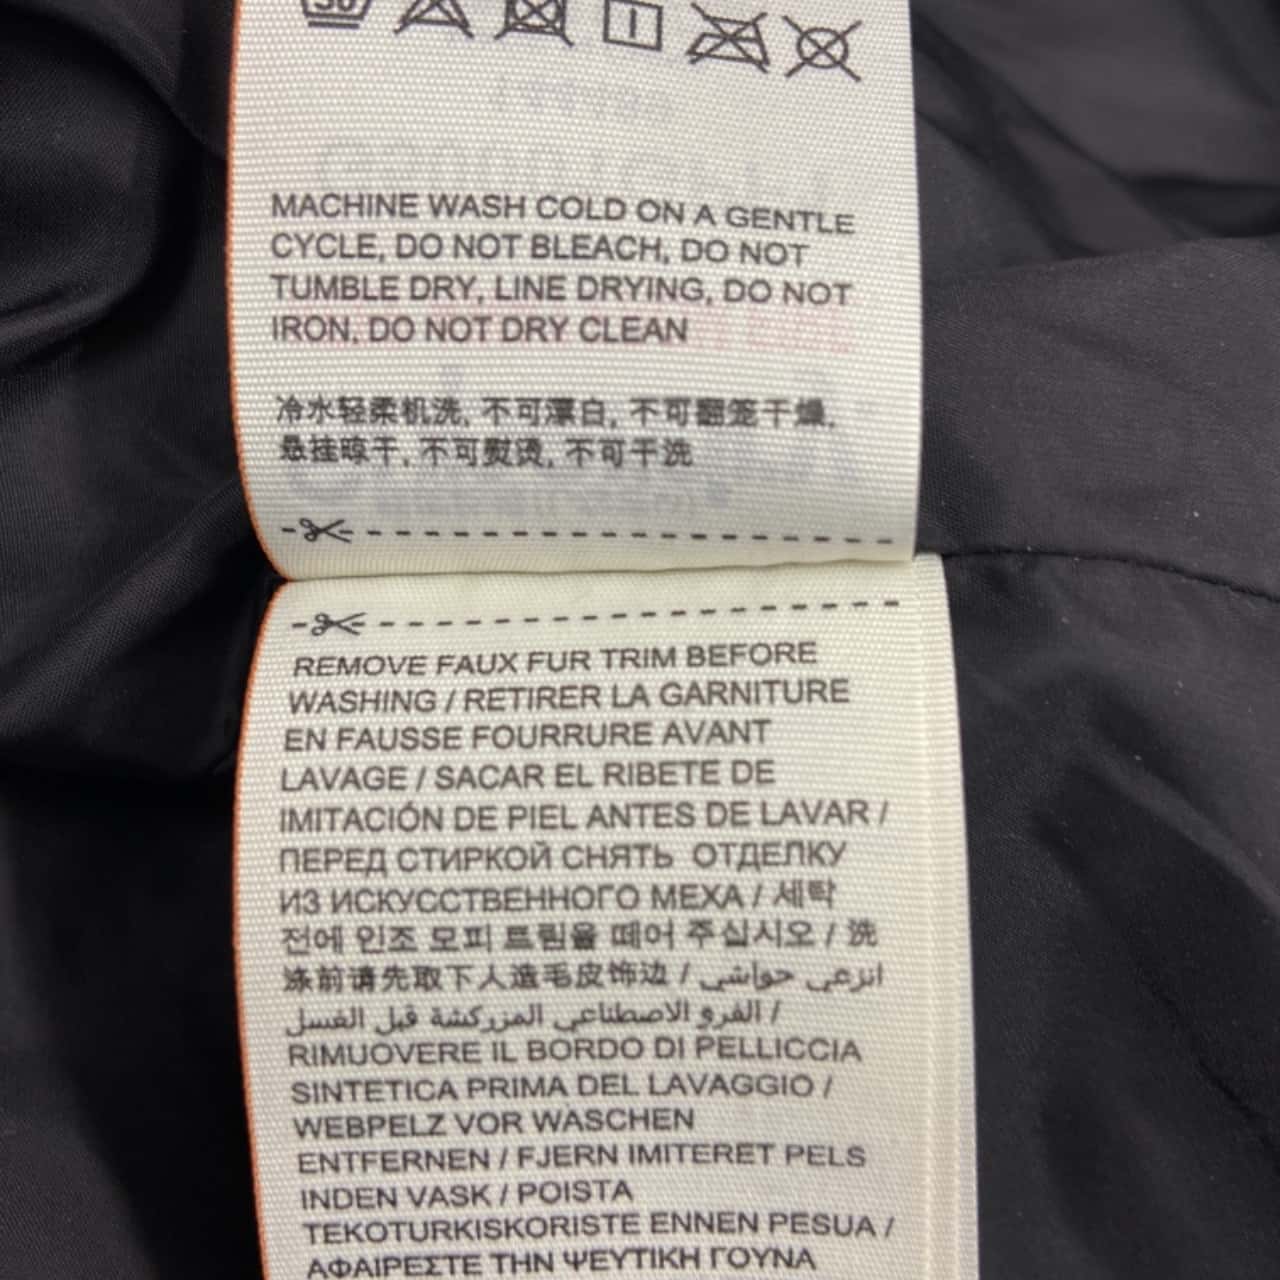 30
MACHINE WASH COLD ON A GENTLE
CYCLE, DO NOT BLEACH, DO NOT
TUMBLE DRY, LINE DRYING, DO NOT
IRON, DO NOT DRY CLEAN
冷水轻柔机洗, 不可漂白, 不可翻笼干燥,
悬挂晾干, 不可熨烫, 不可干洗
REMOVE FAUX FUR TRIM BEFORE
WASHING / RETIRER LA GARNITURE
EN FAUSSE FOURRURE AVANT
LAVAGE / SACAR EL RIBETE DE
IMITACIÓN DE PIEL ANTES DE LAVAR /
ПЕРЕД СТИРКОЙ СНЯТЬ ОТДЕЛКУ
ИЗ ИСКУССТВЕННОГО МЕХА / 세탁
전에 인조 모피 트림을 떼어 주십시오 / 洗
涤前请先取下人造毛皮饰边 / انزعي حواشي
الفرو الاصطناعي المزركشة قبل الغسل /
RIMUOVERE IL BORDO DI PELLICCIA
SINTETICA PRIMA DEL LAVAGGIO /
WEBPELZ VOR WASCHEN
ENTFERNEN / FJERN IMITERET PELS
INDEN VASK / POISTA
TEKOTURKISKORISTE ENNEN PESUA /
ΑΦΑΙΡΕΣΤΕ ΤΗΝ ΨΕΥΤΙΚΗ ΓΟΥΝΑ